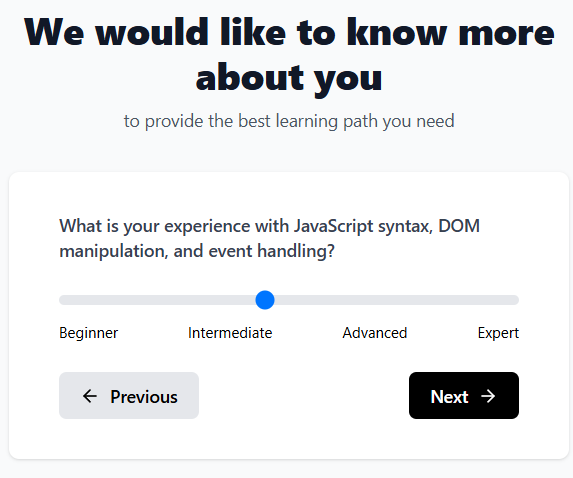 We would like to know more
about you
to provide the best learning path you need
What is your experience with JavaScript syntax, DOM
manipulation, and event handling?
Beginner Intermediate Advanced Expert
Previous Next